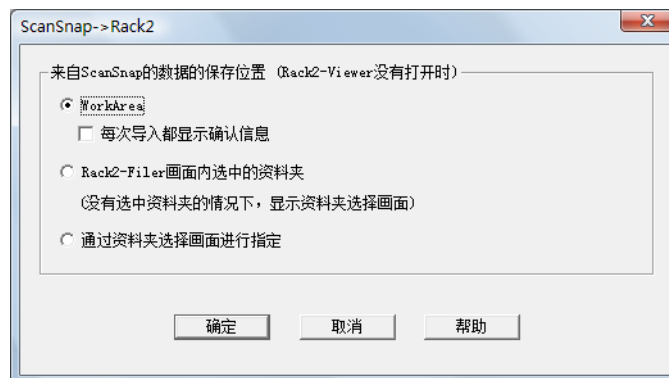 ScanSnap->Rack2
来自ScanSnap的数据的保存位置 (Rack2-Viewer没有打开时)
WorkArea
每次导入都显示确认信息
Rack2-Filer画面内选中的资料夹
(没有选中资料夹的情况下，显示资料夹选择画面)
通过资料夹选择画面进行指定
确定 取消 帮助